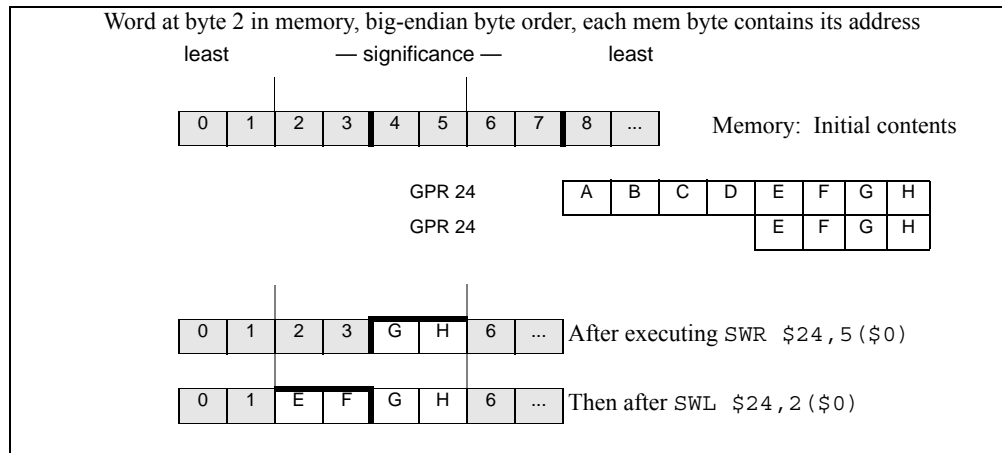 Word at byte 2 in memory, big-endian byte order, each mem byte contains its address
least — significance — least
0 1 2 3 4 5 6 7 8 ... Memory: Initial contents
GPR 24 A B C D E F G H
GPR 24 E F G H
0 1 2 3 G H 6 ... After executing SWR $24,5($0)
0 1 E F G H 6 ... Then after SWL $24,2($0)